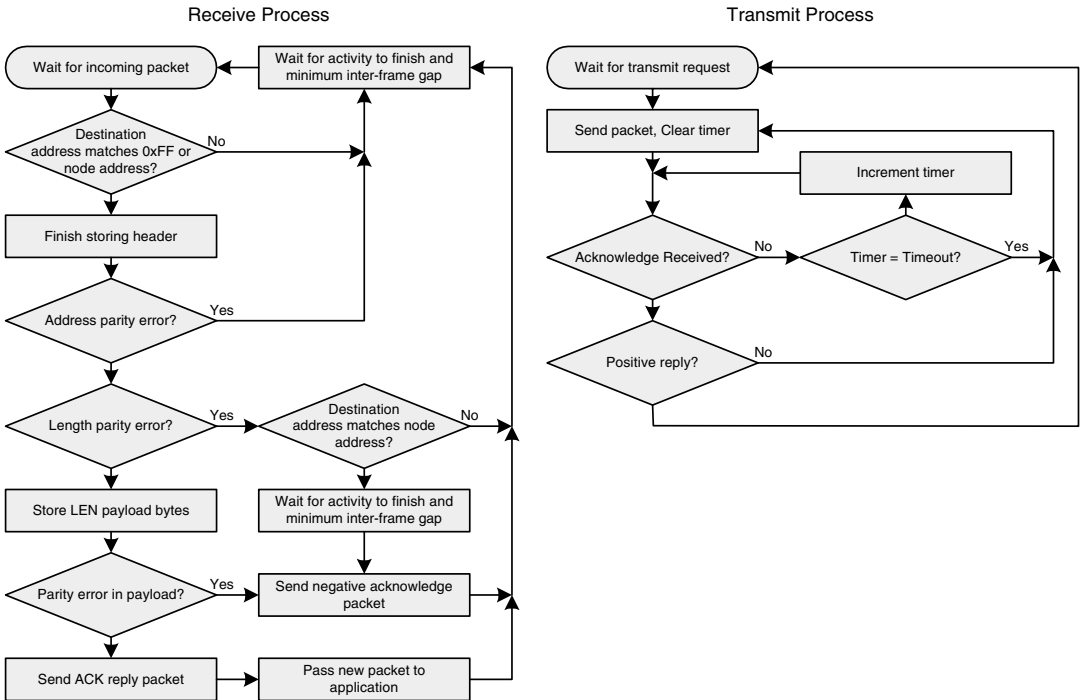 Receive Process
Wait for incoming packet
Wait for activity to finish and
minimum inter-frame gap
Destination
address matches 0xFF or
node address?
No
Finish storing header
Address parity error?
Yes
Length parity error?
Yes
Destination
address matches node
address?
No
Store LEN payload bytes
Wait for activity to finish and
minimum inter-frame gap
Parity error in payload?
Yes
Send negative acknowledge
packet
Send ACK reply packet
Pass new packet to
application
Transmit Process
Wait for transmit request
Send packet, Clear timer
Increment timer
Acknowledge Received?
No
Timer = Timeout?
Yes
Positive reply?
No